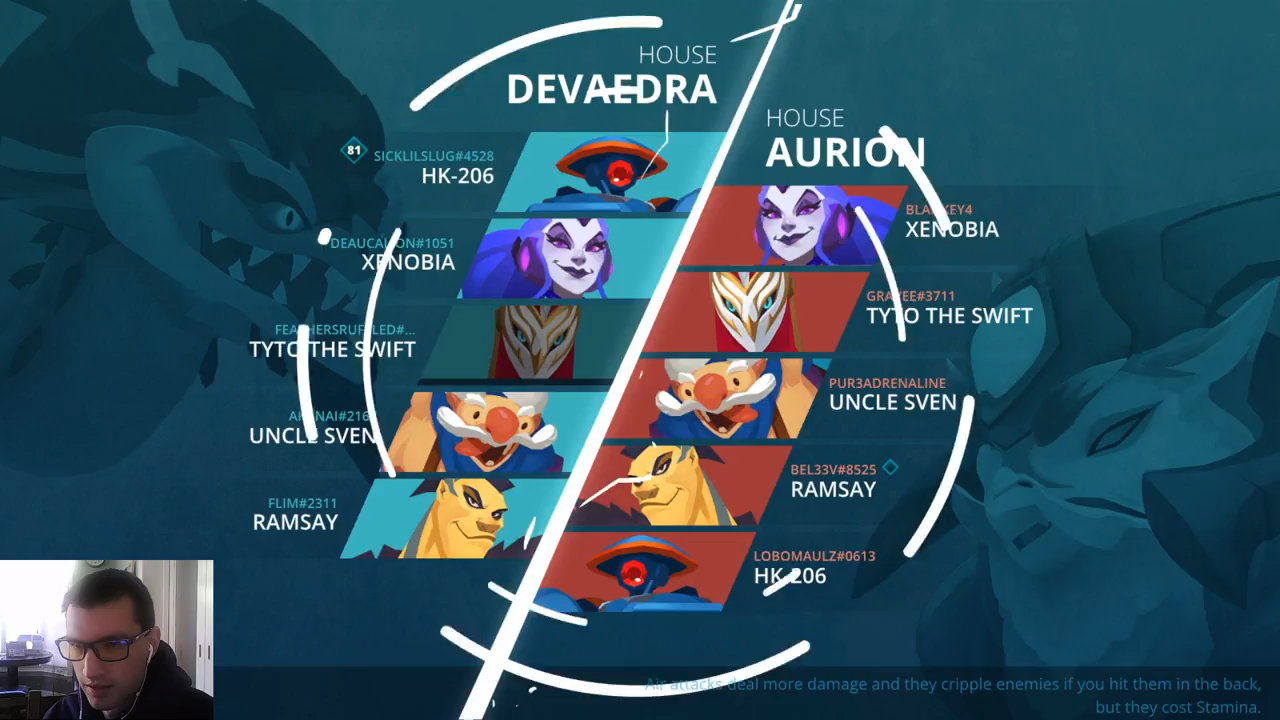 HOUSE
DEVAEDRA
81
SICKLILSLUG#4528
HK-206
DEAUCALION#1051
XENOBIA
TYTO THE SWIFT
UNCLE SVEN
FLIM#2311
RAMSAY
HOUSE
AURION
XENOBIA
TYTO THE SWIFT
PUR3ADRENALINE
UNCLE SVEN
BEL33V#8525
RAMSAY
LOBOMAULZ#0613
HK-206
Air attacks deal more damage and they cripple enemies if you hit them in the back,
but they cost Stamina.